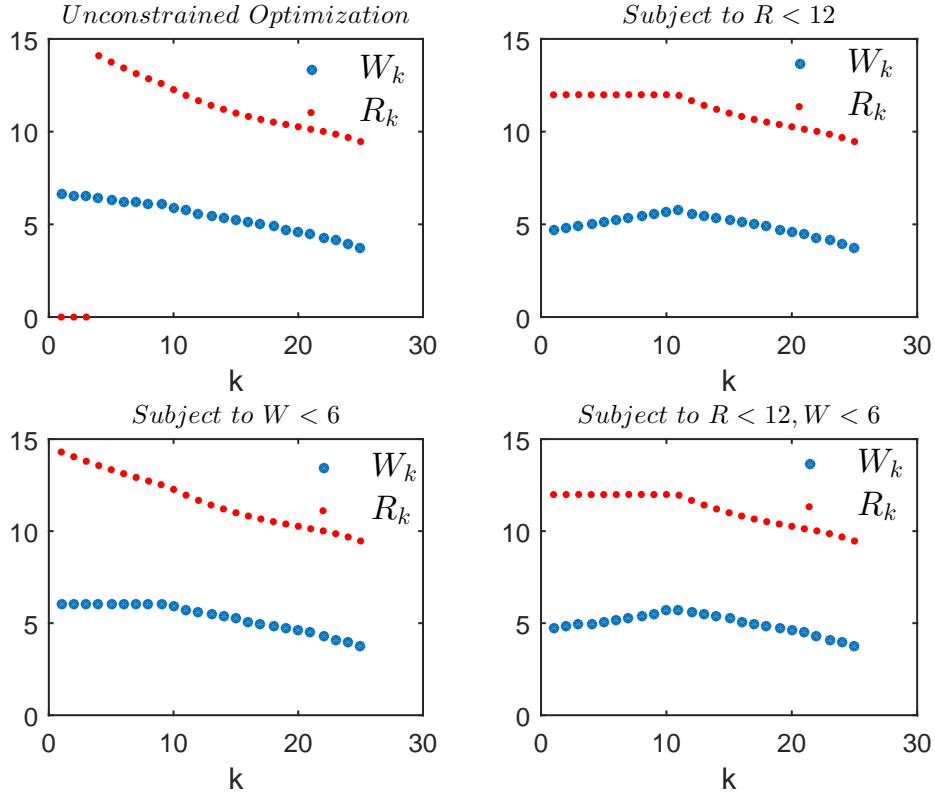 Unconstrained Optimization
15
10
5
0
W_k
R_k
0 10 20 30
k
Subject to R < 12
15
10
5
0
W_k
R_k
0 10 20 30
k
Subject to W < 6
15
10
5
0
W_k
R_k
0 10 20 30
k
Subject to R < 12, W < 6
15
10
5
0
W_k
R_k
0 10 20 30
k